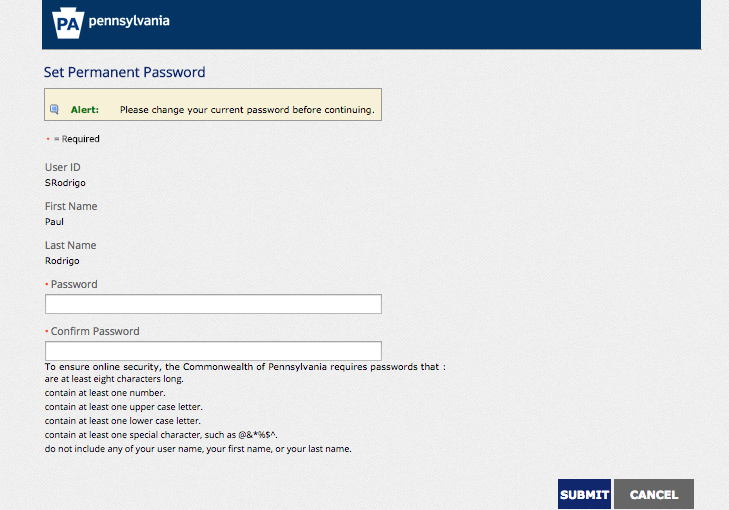 PA pennsylvania
Set Permanent Password
Alert: Please change your current password before continuing.
* = Required
User ID
SRodrigo
First Name
Paul
Last Name
Rodrigo
* Password
* Confirm Password
To ensure online security, the Commonwealth of Pennsylvania requires passwords that :
are at least eight characters long.
contain at least one number.
contain at least one upper case letter.
contain at least one lower case letter.
contain at least one special character, such as @&*%$^.
do not include any of your user name, your first name, or your last name.
SUBMIT CANCEL